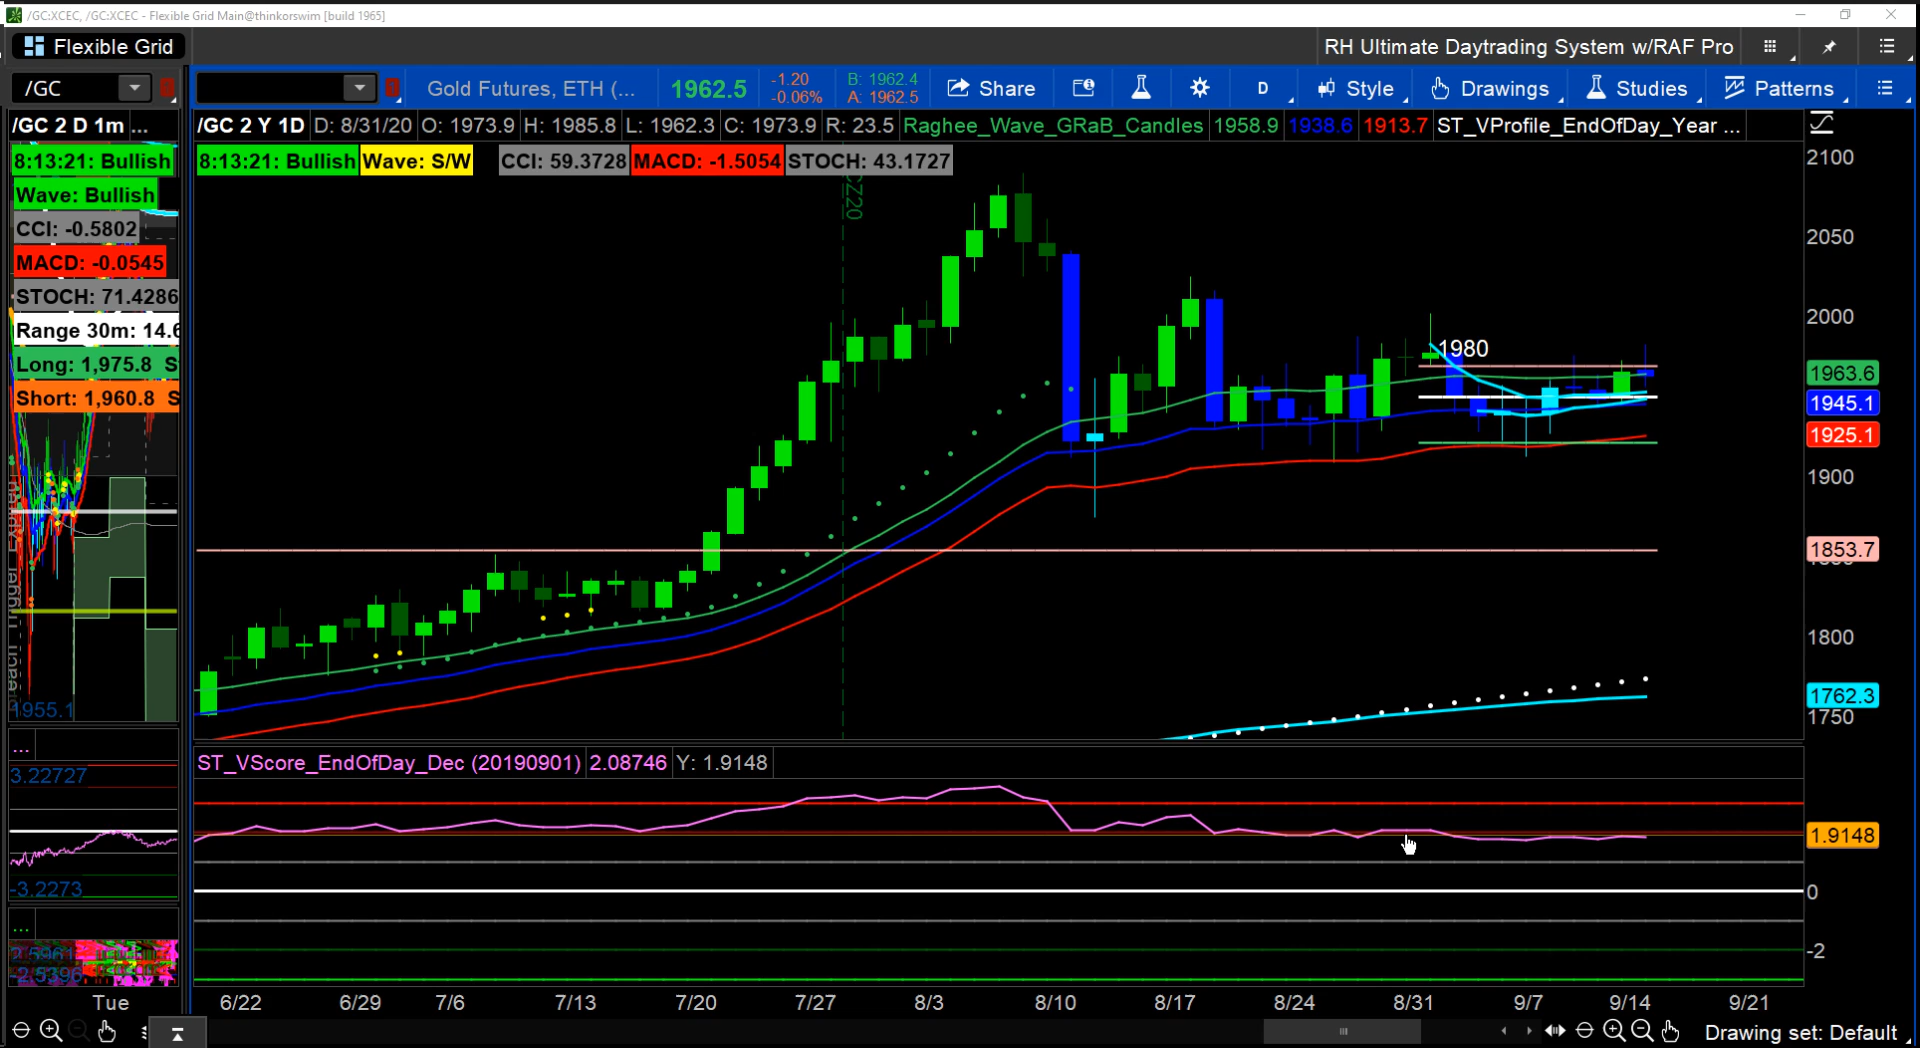 /GC:XCEC, /GC:XCEC - Flexible Grid Main@thinkorswim [build 1965]
Flexible Grid
RH Ultimate Daytrading System w/RAF Pro
/GC
Gold Futures, ETH (...
1962.5
-1.20
-0.06%
B: 1962.4
A: 1962.5
Share
D
Style
Drawings
Studies
Patterns
/GC 2 D 1m ...
/GC 2 Y 1D D: 8/31/20 O: 1973.9 H: 1985.8 L: 1962.3 C: 1973.9 R: 23.5 Raghee_Wave_GRaB_Candles 1958.9 1938.6 1913.7 ST_VProfile_EndOfDay_Year ...
8:13:21: Bullish
Wave: Bullish
CCI: -0.5802
MACD: -0.0545
STOCH: 71.4286
Range 30m: 14.6
Long: 1,975.8 S
Short: 1,960.8 S
1955.1
8:13:21: Bullish Wave: S/W CCI: 59.3728 MACD: -1.5054 STOCH: 43.1727
1980
2100
2050
2000
1963.6
1945.1
1925.1
1900
1853.7
1800
1762.3
1750
...
3.22727
-3.2273
...
2.5961
-2.5396
ST_VScore_EndOfDay_Dec (20190901) 2.08746 Y: 1.9148
1.9148
0
-2
Tue
6/22 6/29 7/6 7/13 7/20 7/27 8/3 8/10 8/17 8/24 8/31 9/7 9/14 9/21
Drawing set: Default